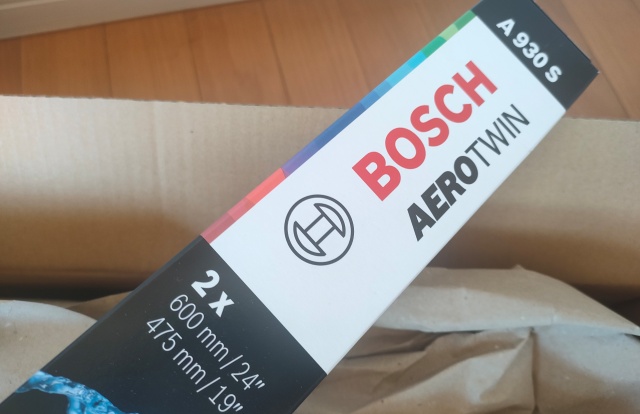 A 930 S
BOSCH
AEROTWIN
2 x
600 mm/24"
475 mm/19"